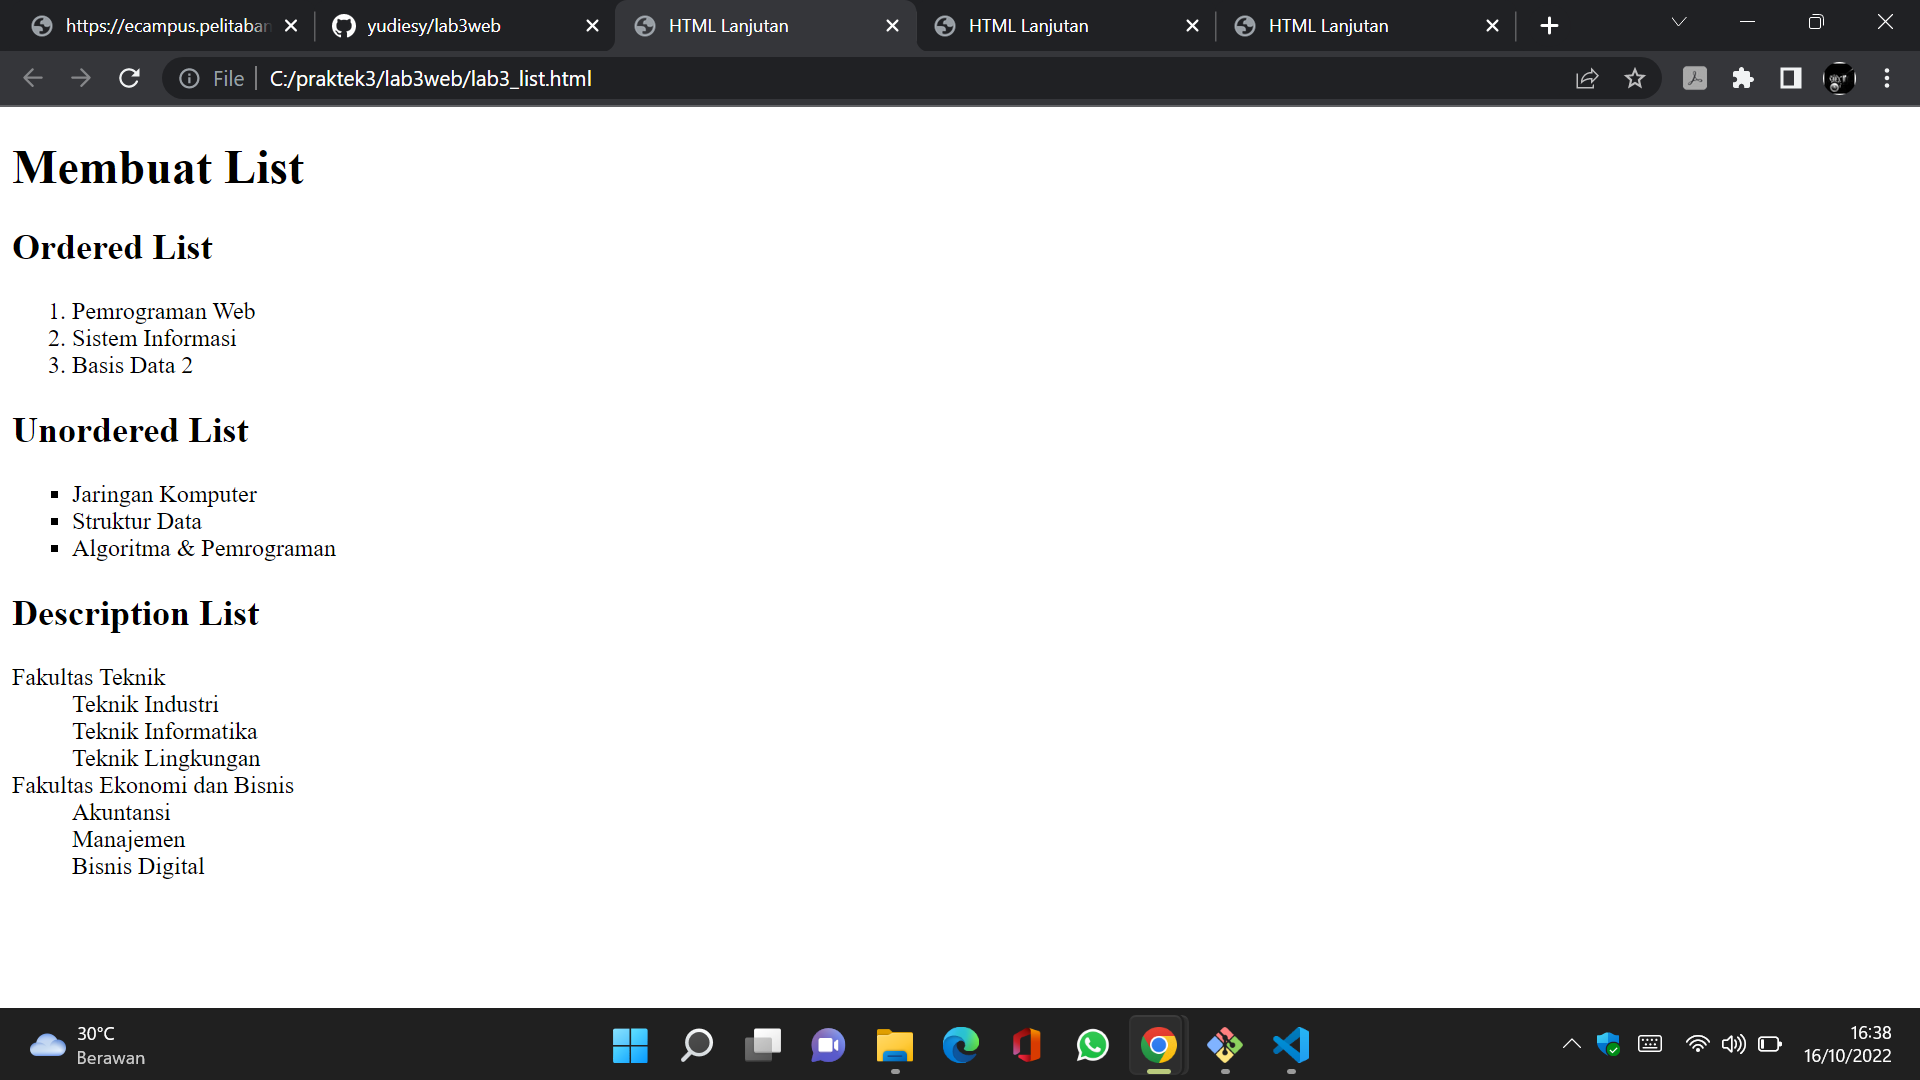 https://ecampus.pelitaban
yudiesy/lab3web
HTML Lanjutan
HTML Lanjutan
HTML Lanjutan
File
C:/praktek3/lab3web/lab3_list.html
Membuat List
Ordered List
1. Pemrograman Web
2. Sistem Informasi
3. Basis Data 2
Unordered List
▪ Jaringan Komputer
▪ Struktur Data
▪ Algoritma & Pemrograman
Description List
Fakultas Teknik
Teknik Industri
Teknik Informatika
Teknik Lingkungan
Fakultas Ekonomi dan Bisnis
Akuntansi
Manajemen
Bisnis Digital
30°C
Berawan
16:38
16/10/2022